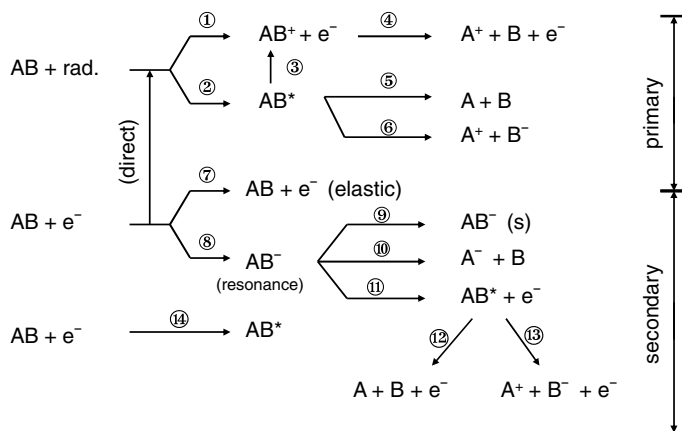 ① AB⁺ + e⁻ ④ A⁺ + B + e⁻
AB + rad. ③
② AB* ⑤ A + B
⑥ A⁺ + B⁻
primary
(direct)
⑦ AB + e⁻ (elastic)
AB + e⁻ ⑨ AB⁻ (s)
⑧ AB⁻ ⑩ A⁻ + B
(resonance)
⑪ AB* + e⁻
AB + e⁻ ⑭ AB*
⑫ ⑬
A + B + e⁻ A⁺ + B⁻ + e⁻
secondary